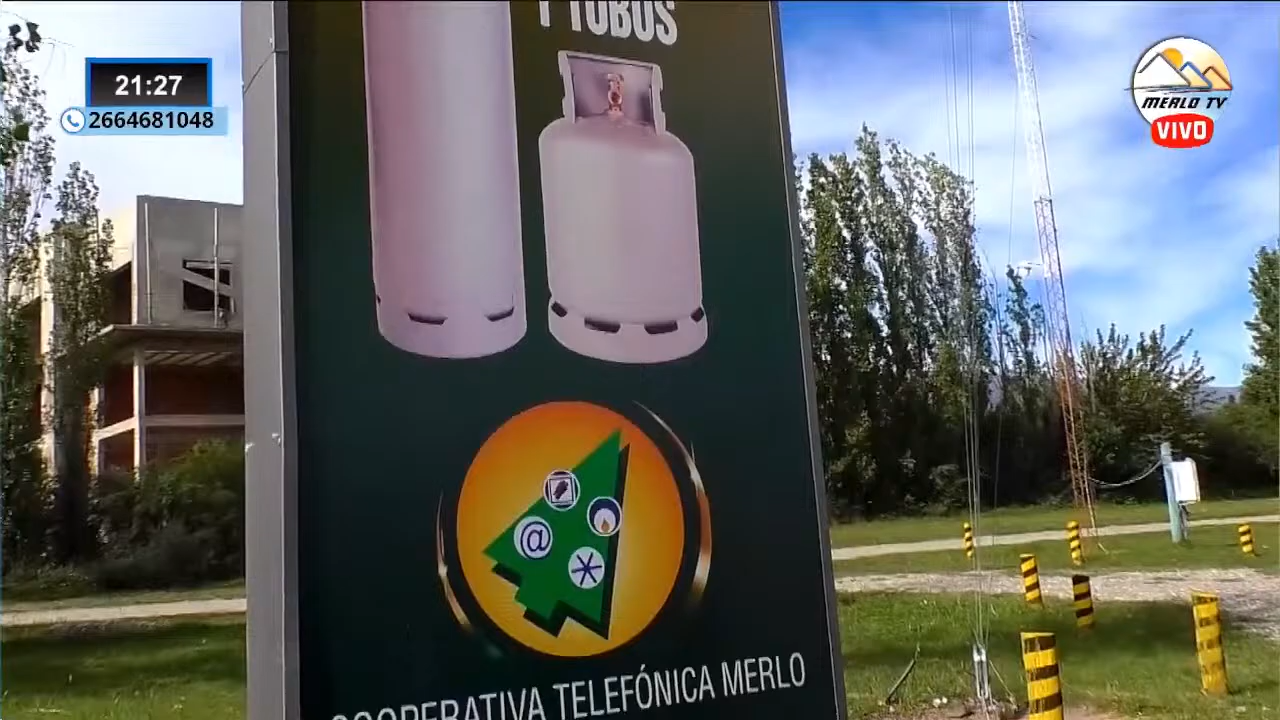 Y TUBOS
21:27
2664681048
MERLO TV
VIVO
@
COOPERATIVA TELEFÓNICA MERLO